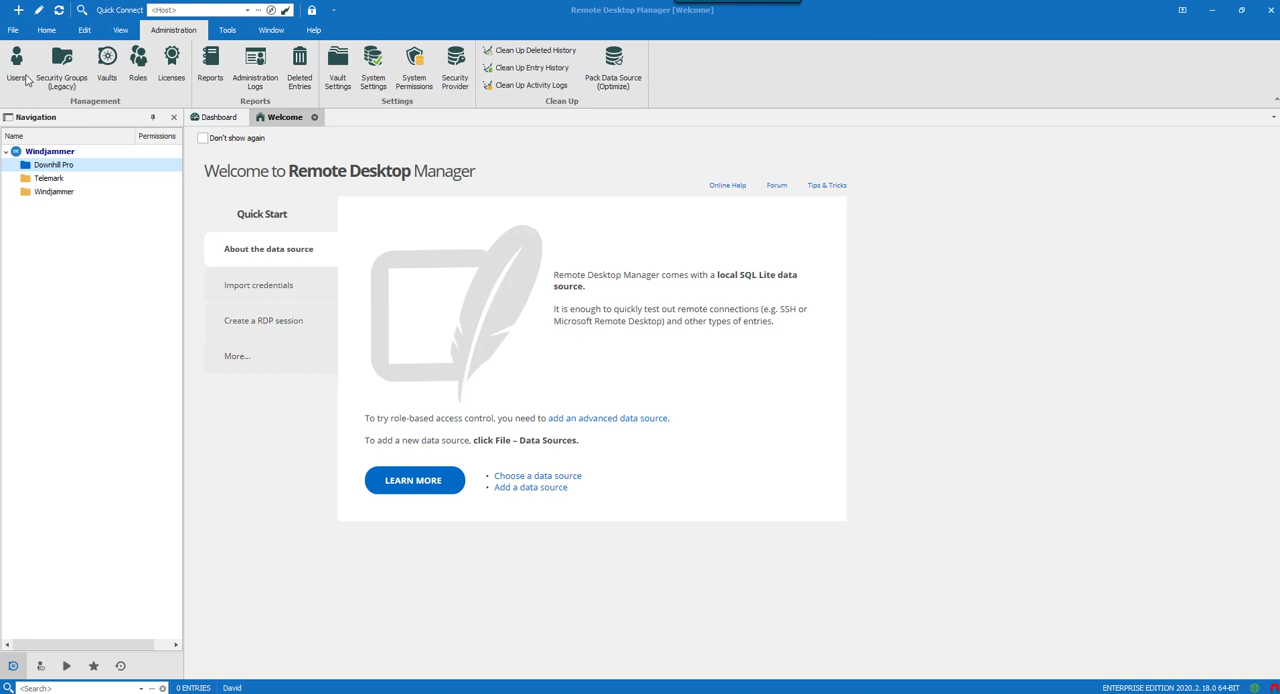 Quick Connect <Host>
Remote Desktop Manager [Welcome]
File Home Edit View Administration Tools Window Help
Users Security Groups (Legacy) Vaults Roles Licenses
Management
Reports Administration Logs Deleted Entries
Reports
Vault Settings System Settings System Permissions Security Provider
Settings
Clean Up Deleted History
Clean Up Entry History
Clean Up Activity Logs
Pack Data Source (Optimize)
Clean Up
Navigation
Name Permissions
Windjammer
Downhill Pro
Telemark
Windjammer
Dashboard Welcome
Don't show again
Welcome to Remote Desktop Manager
Online Help Forum Tips & Tricks
Quick Start
About the data source
Import credentials
Create a RDP session
More...
Remote Desktop Manager comes with a local SQL Lite data
source.
It is enough to quickly test out remote connections (e.g. SSH or
Microsoft Remote Desktop) and other types of entries.
To try role-based access control, you need to add an advanced data source.
To add a new data source, click File – Data Sources.
LEARN MORE
• Choose a data source
• Add a data source
<Search>
0 ENTRIES David
ENTERPRISE EDITION 2020.2.18.0 64-BIT